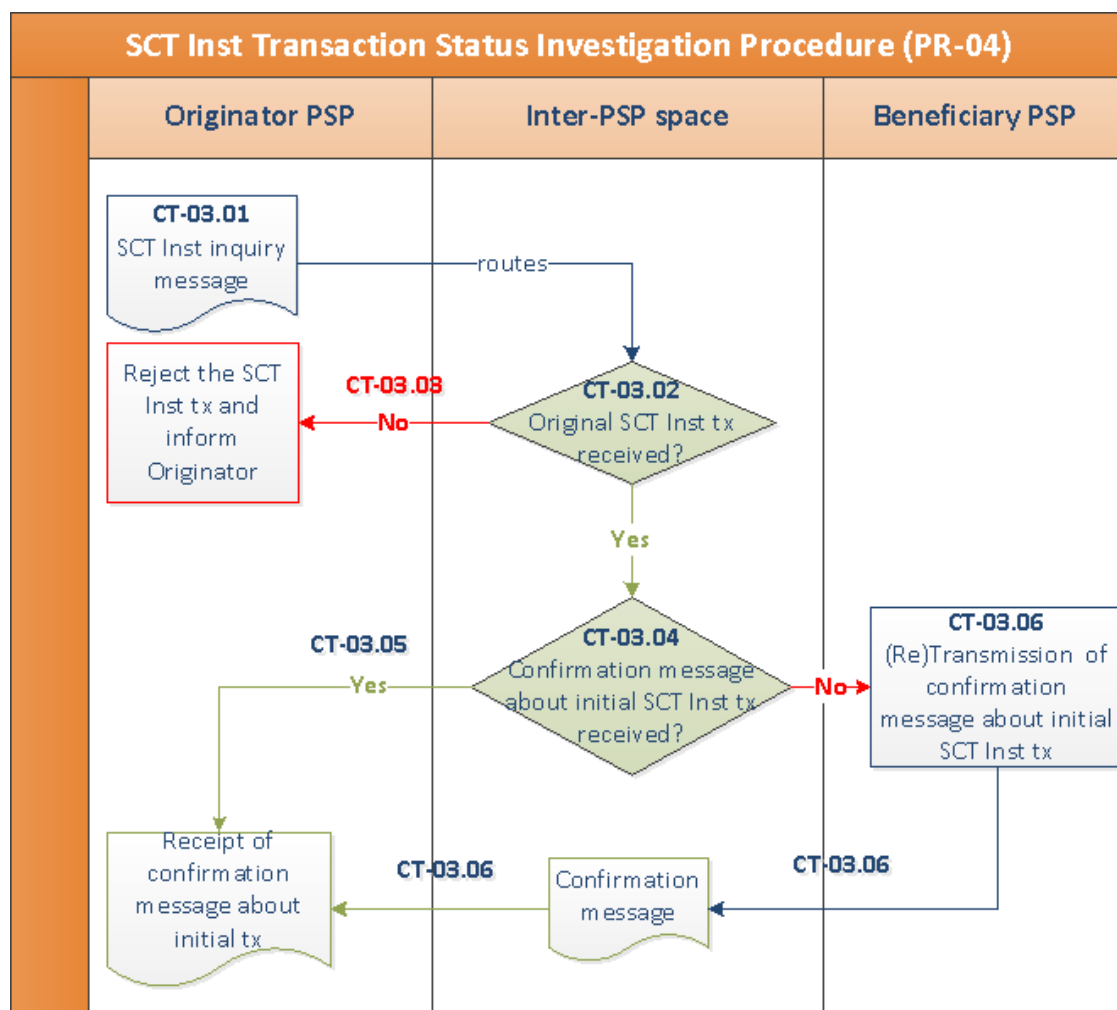 SCT Inst Transaction Status Investigation Procedure (PR-04)
Originator PSP
Inter-PSP space
Beneficiary PSP
CT-03.01
SCT Inst inquiry
message
routes
Reject the SCT
Inst tx and
inform
Originator
CT-03.03
No
CT-03.02
Original SCT Inst tx
received?
Yes
CT-03.05
Yes
CT-03.04
Confirmation message
about initial SCT Inst tx
received?
No
CT-03.06
(Re)Transmission of
confirmation
message about initial
SCT Inst tx
Receipt of
confirmation
message about
initial tx
CT-03.06
Confirmation
message
CT-03.06